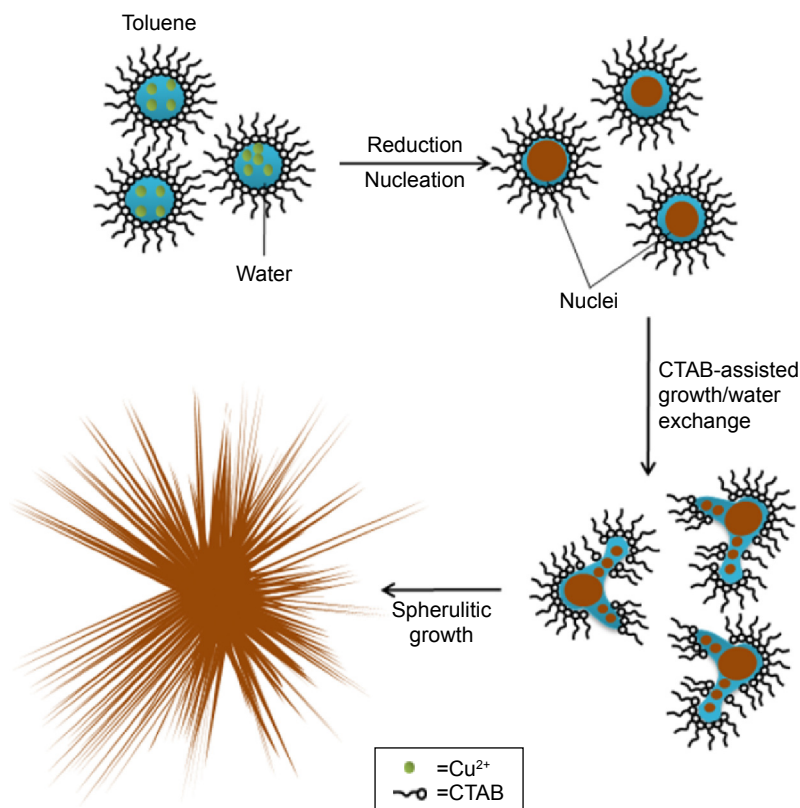 Toluene
Reduction
Nucleation
Water
Nuclei
CTAB-assisted
growth/water
exchange
Spherulitic
growth
=Cu²⁺
=CTAB